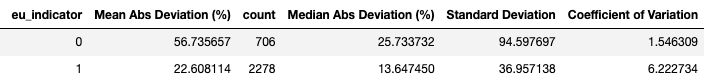 eu_indicator Mean Abs Deviation (%) count Median Abs Deviation (%) Standard Deviation Coefficient of Variation
0 56.735657 706 25.733732 94.597697 1.546309
1 22.608114 2278 13.647450 36.957138 6.222734